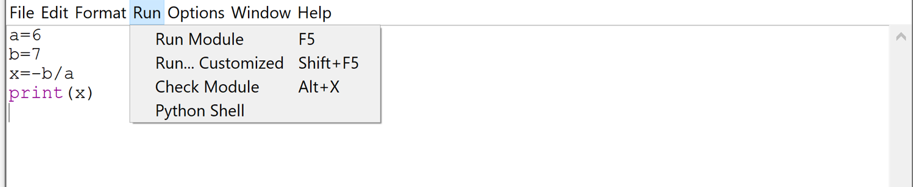 File Edit Format Run Options Window Help
a=6
b=7
x=-b/a
print(x)
Run Module F5
Run... Customized Shift+F5
Check Module Alt+X
Python Shell